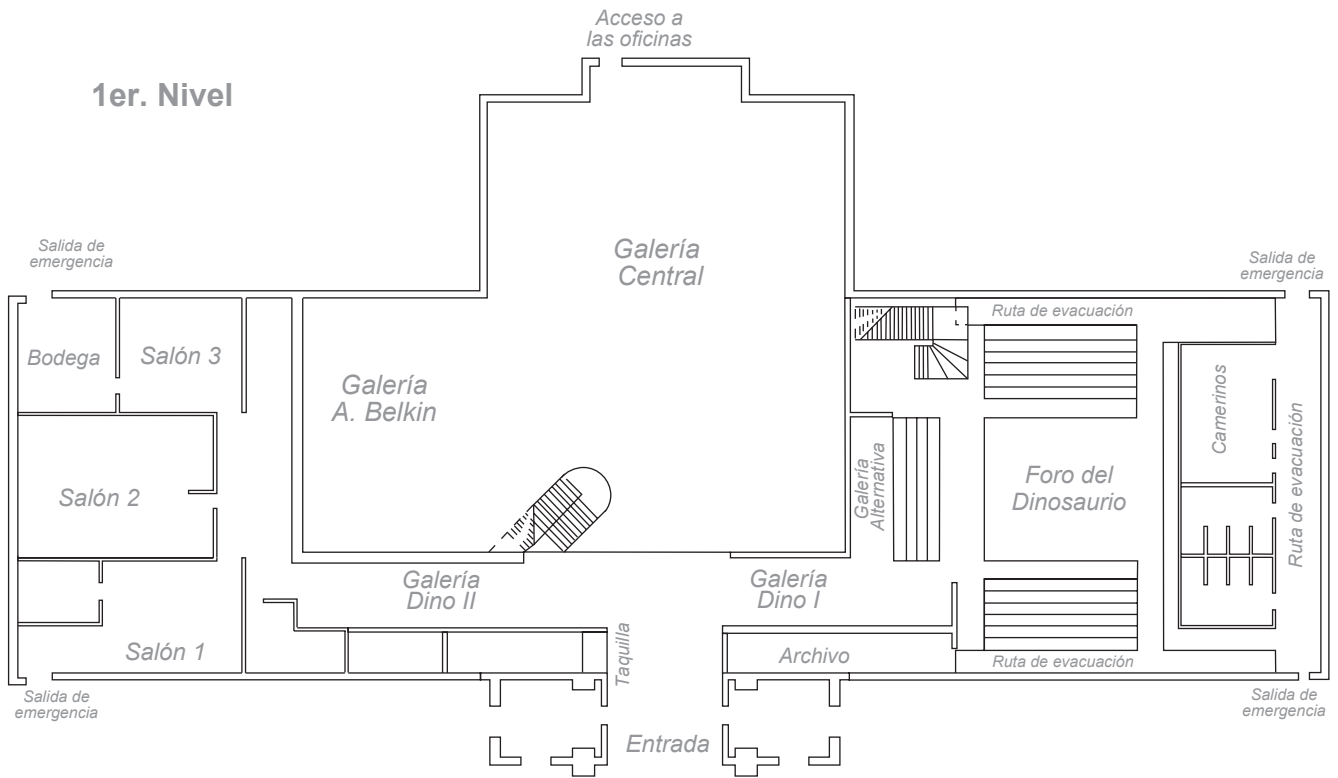 Acceso a
las oficinas
1er. Nivel
Galería
Central
Salida de
emergencia
Salida de
emergencia
Ruta de evacuación
Bodega
Salón 3
Galería
A. Belkin
Camerinos
Ruta de evacuación
Salón 2
Galería
Alternativa
Foro del
Dinosaurio
Galería
Dino II
Galería
Dino I
Salón 1
Taquilla
Archivo
Ruta de evacuación
Salida de
emergencia
Salida de
emergencia
Entrada